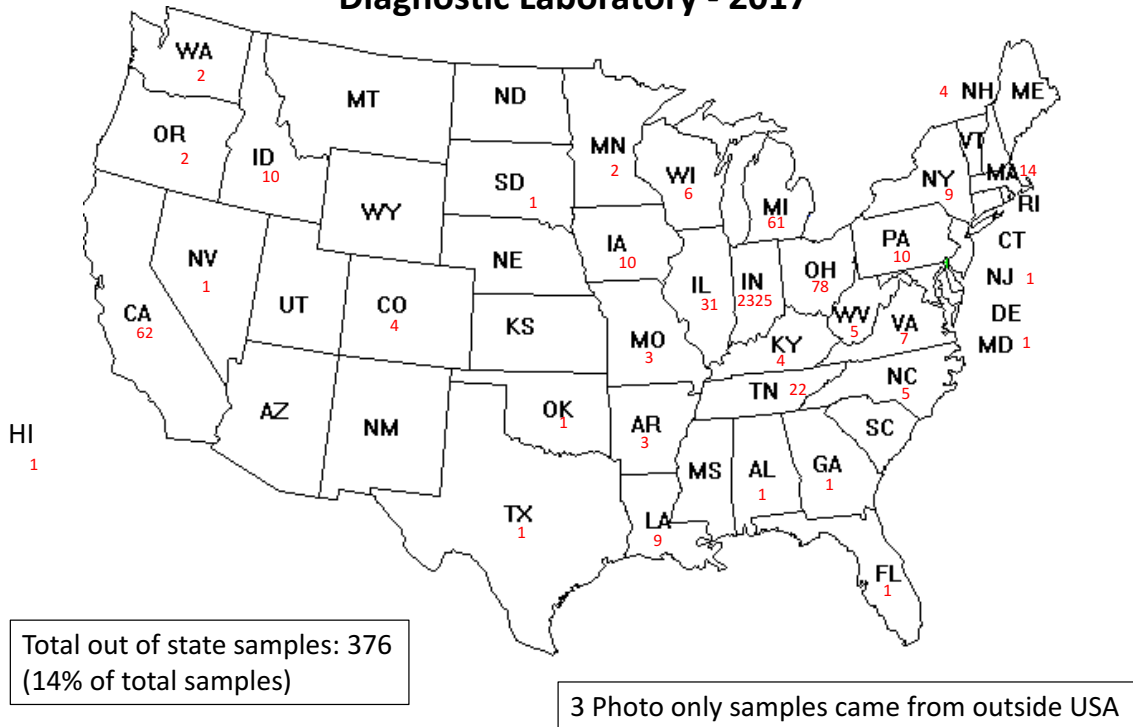 Diagnostic Laboratory - 2017
WA
2
MT
ND
MN
2
4 NH
ME
VT
OR
2
ID
10
SD
1
WI
6
MI
61
NY
9
MA 14
RI
WY
IA
10
PA
10
CT
NV
1
NE
IL
31
IN
2325
OH
78
NJ 1
CA
62
UT
CO
4
KS
MO
3
WV
5
VA
7
DE
KY
4
MD 1
TN 22
NC
5
AZ
NM
OK
1
AR
3
SC
HI
1
MS
AL
1
GA
1
TX
1
LA
9
FL
1
Total out of state samples: 376
(14% of total samples)
3 Photo only samples came from outside USA